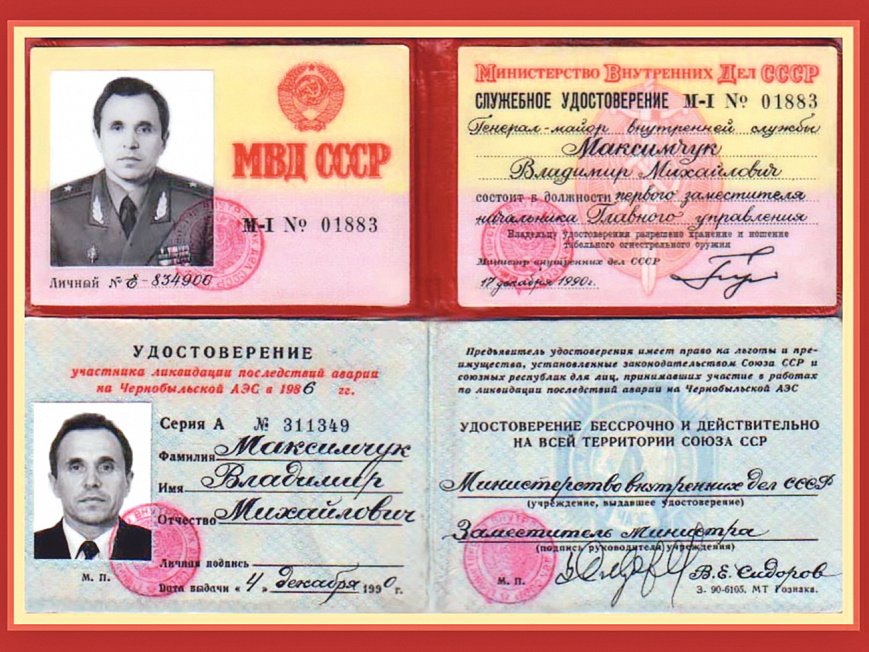 МВД СССР
М-I № 01883
Личный № Е-834900
Министерство Внутренних Дел СССР
СЛУЖЕБНОЕ УДОСТОВЕРЕНИЕ М-I № 01883
Генерал-майор внутренней службы
Максимчук
Владимир Михайлович
состоит в должности первого заместителя
начальника Главного управления
Владельцу удостоверения разрешено хранение и ношение
табельного огнестрельного оружия
Министр внутренних дел СССР
17 декабря 1990г.
УДОСТОВЕРЕНИЕ
участника ликвидации последствий аварии
на Чернобыльской АЭС в 1986 гг.
Серия А № 311349
Фамилия Максимчук
Имя Владимир
Отчество Михайлович
Личная подпись
М. П.
Дата выдачи « 4 » декабря 1990 г.
Предъявитель удостоверения имеет право на льготы и пре-
имущества, установленные законодательством Союза ССР и
союзных республик для лиц, принимавших участие в работах
по ликвидации последствий аварии на Чернобыльской АЭС
УДОСТОВЕРЕНИЕ БЕССРОЧНО И ДЕЙСТВИТЕЛЬНО
НА ВСЕЙ ТЕРРИТОРИИ СОЮЗА ССР
Министерство внутренних дел СССР
(учреждение, выдавшее удостоверение)
Заместитель Министра
(подпись руководителя учреждения)
В.Е. Сидоров
М. П.
З. 90-6105. МТ Гознака.